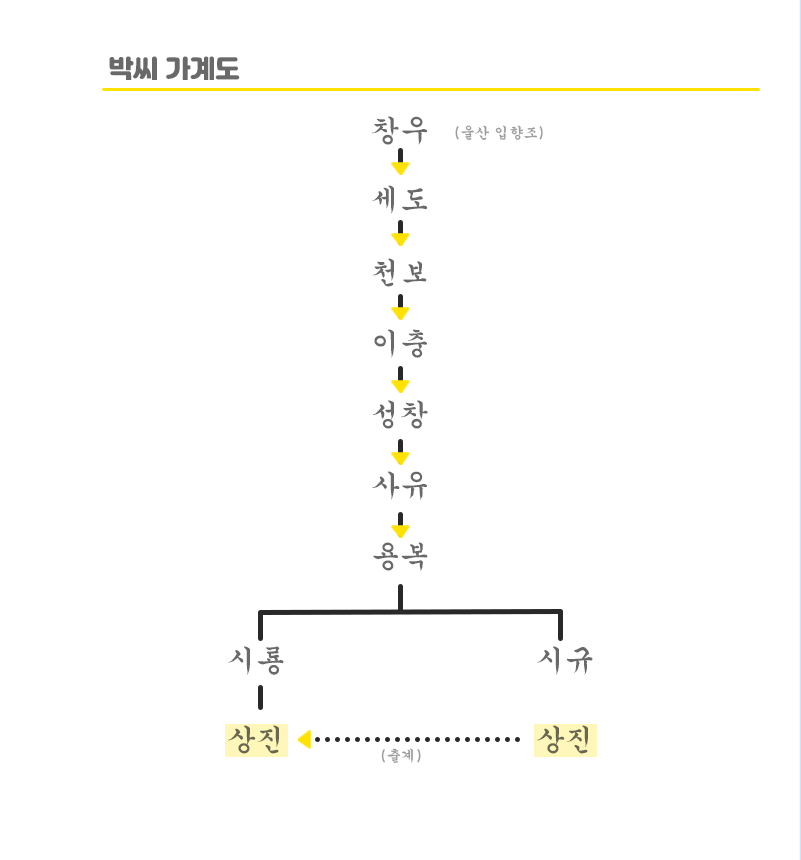 박씨 가계도
창우 (울산 입향조)
세도
천보
이충
성창
사유
용복
시룡 시규
상진 상진
(출계)